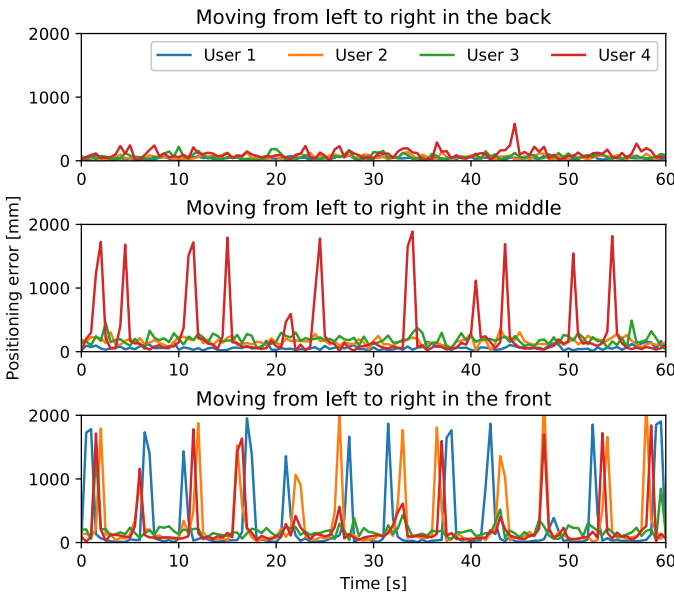 Moving from left to right in the back
2000
1000
0
User 1 User 2 User 3 User 4
0 10 20 30 40 50 60
Moving from left to right in the middle
2000
1000
0
0 10 20 30 40 50 60
Positioning error [mm]
Moving from left to right in the front
2000
1000
0
0 10 20 30 40 50 60
Time [s]